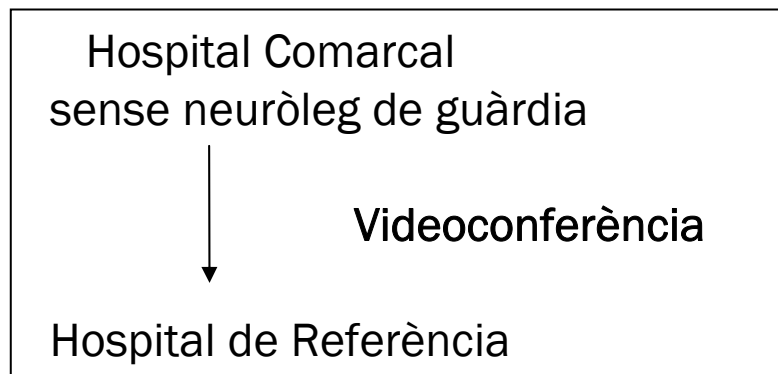 Hospital Comarcal
sense neuròleg de guàrdia
Videoconferència
Hospital de Referència